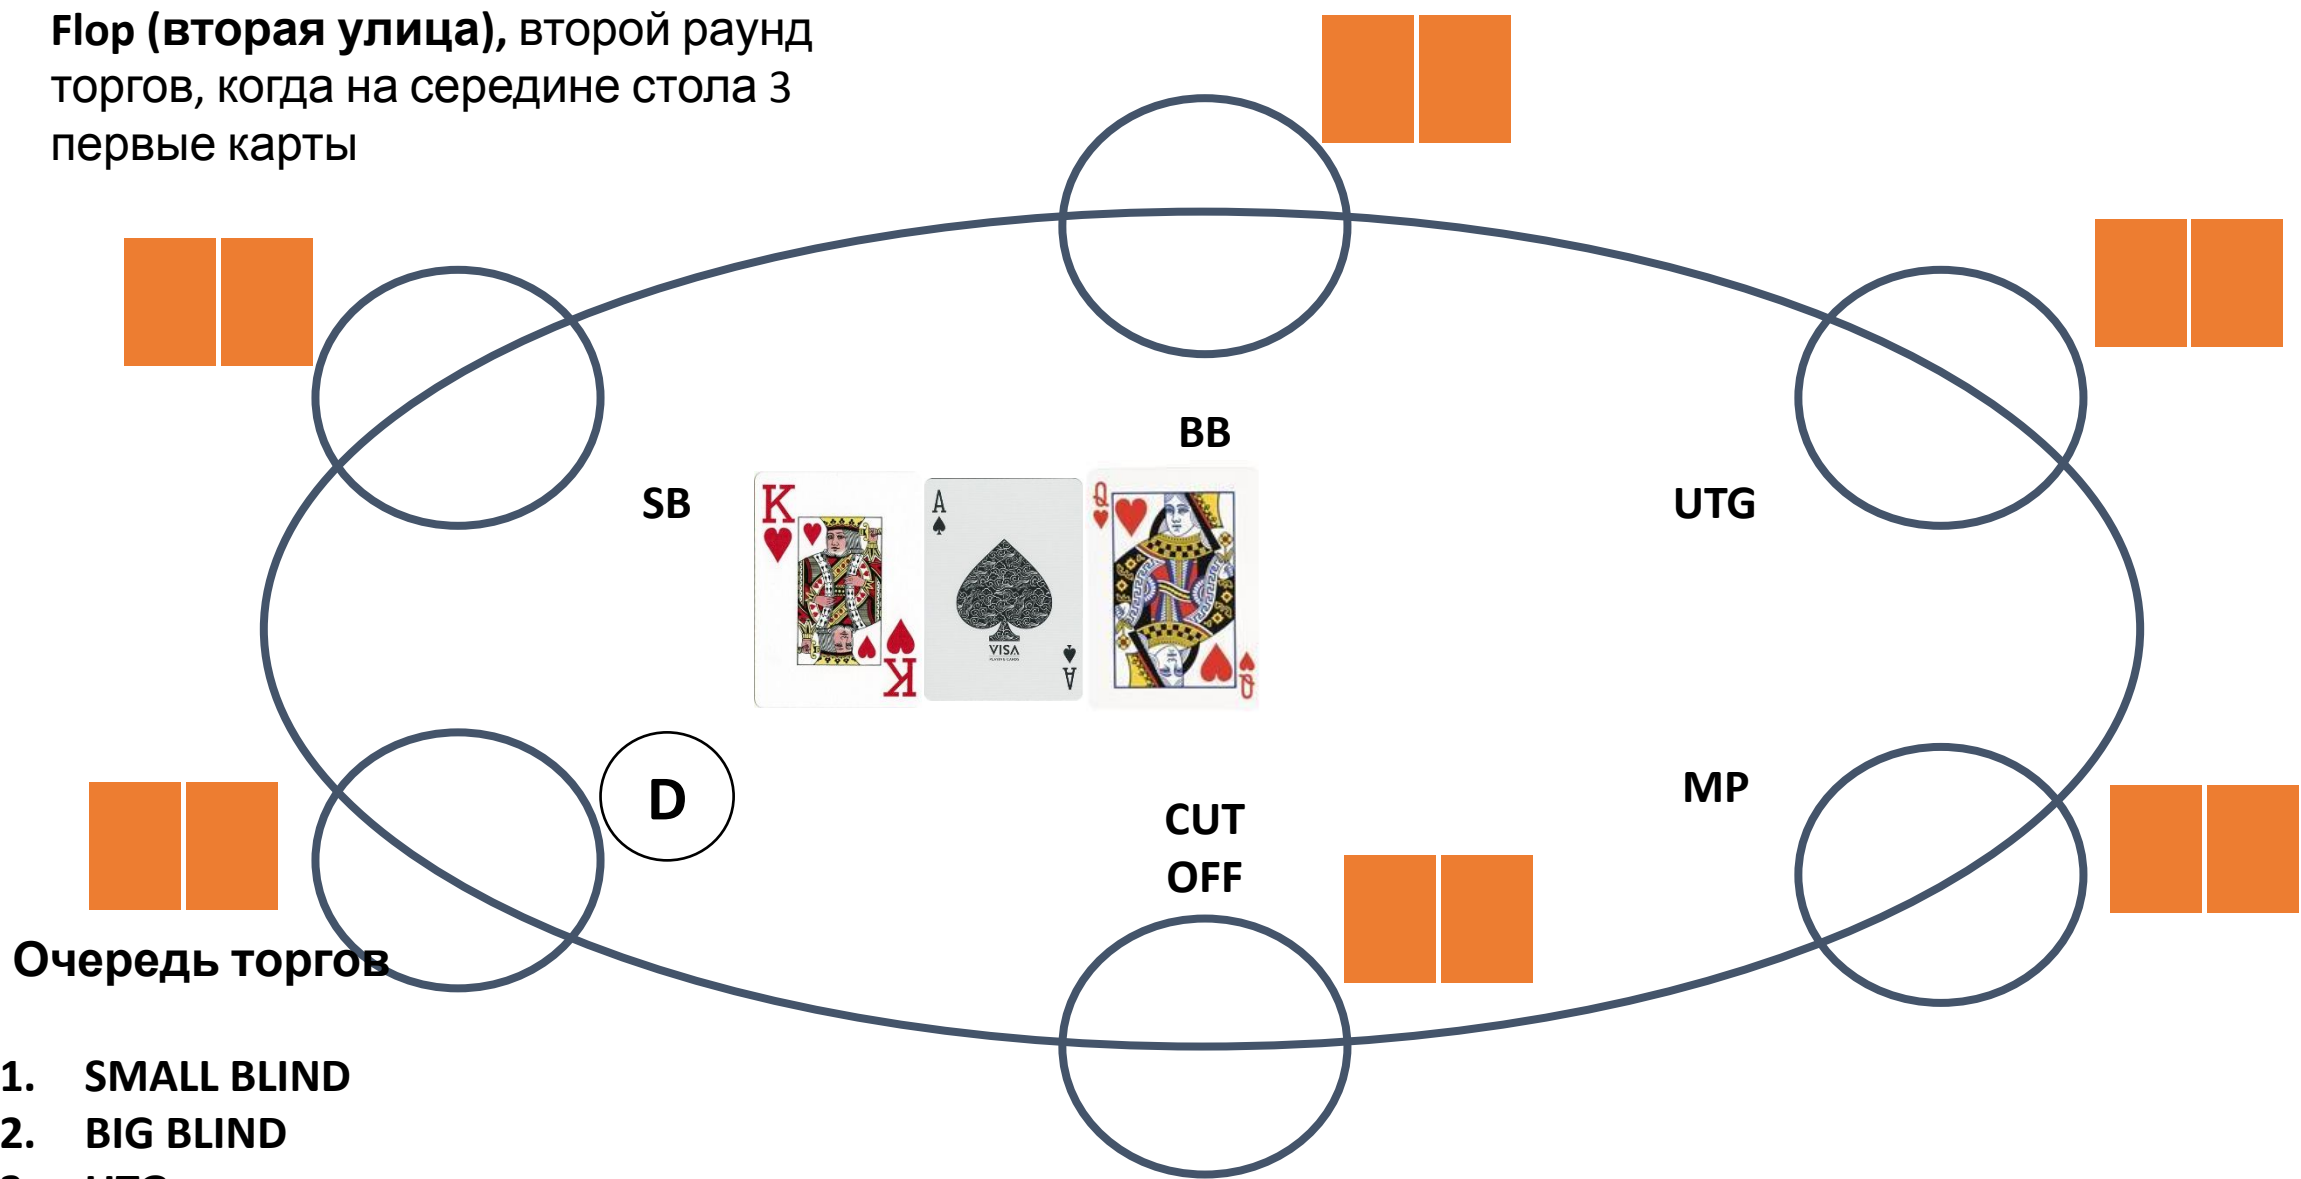 Flop (вторая улица), второй раунд
торгов, когда на середине стола 3
первые карты
BB
SB
UTG
K
A
Q
VISA
K
A
Q
D
MP
CUT
OFF
Очередь торгов
1. SMALL BLIND
2. BIG BLIND